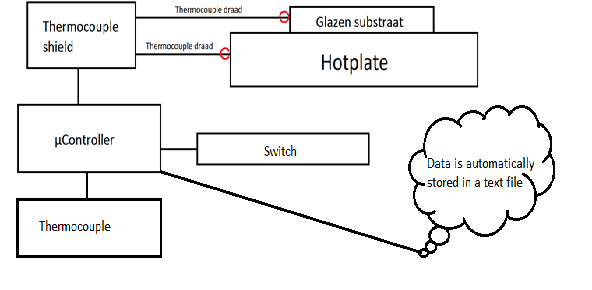 Thermocouple draad
Thermocouple
shield
Glazen substraat
Thermocouple draad
Hotplate
µController
Switch
Data is automatically
stored in a text file
Thermocouple